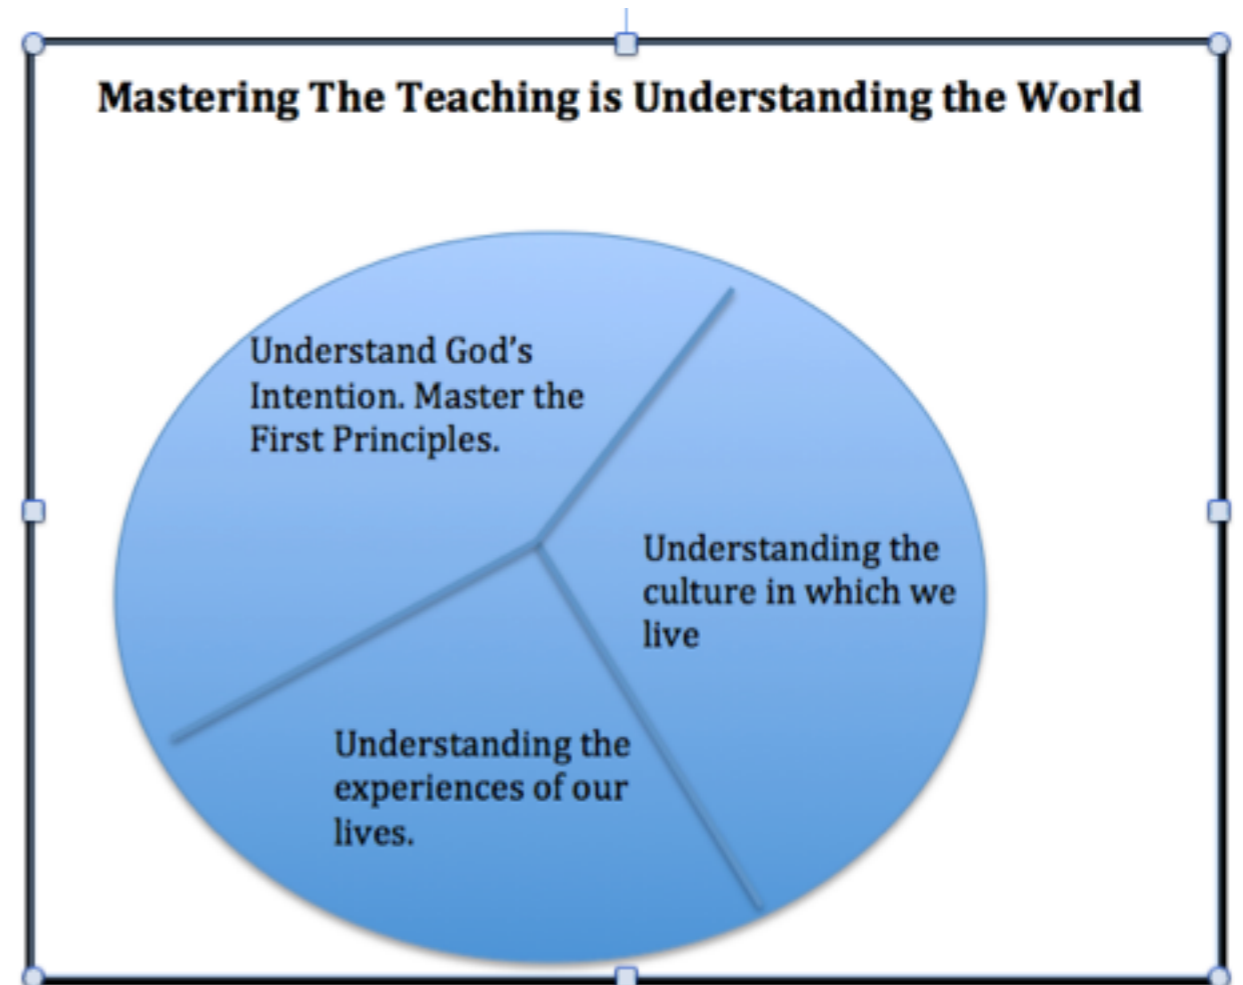 Mastering The Teaching is Understanding the World
Understand God's
Intention. Master the
First Principles.
Understanding the
culture in which we
live
Understanding the
experiences of our
lives.